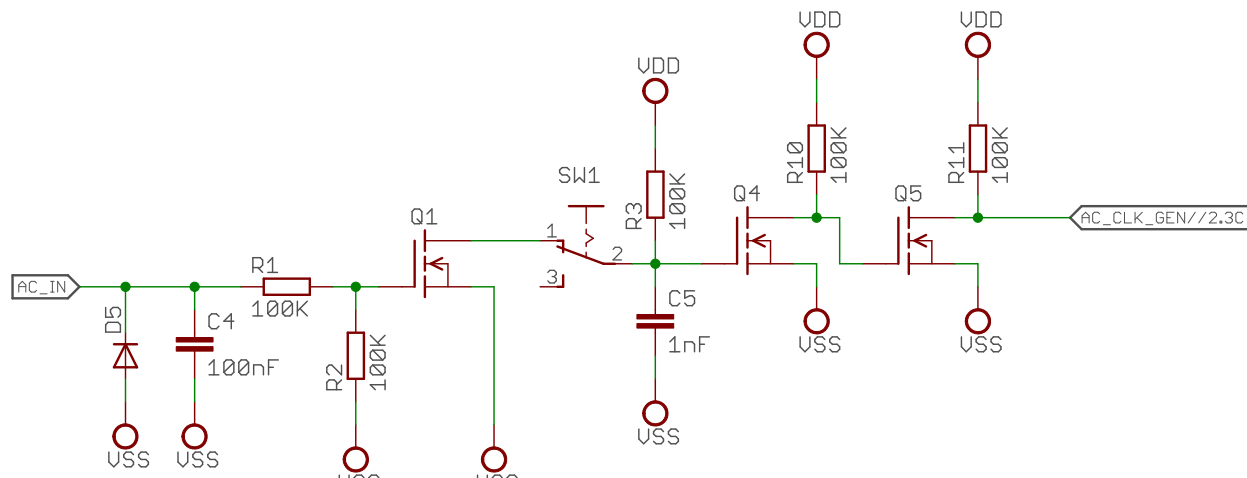 AC_IN
D5
VSS
C4
100nF
VSS
R1
100K
R2
100K
VSS
Q1
VSS
SW1
1
2
3
VDD
R3
100K
C5
1nF
VSS
Q4
VDD
R10
100K
VSS
Q5
VDD
R11
100K
VSS
AC_CLK_GEN//2.3C